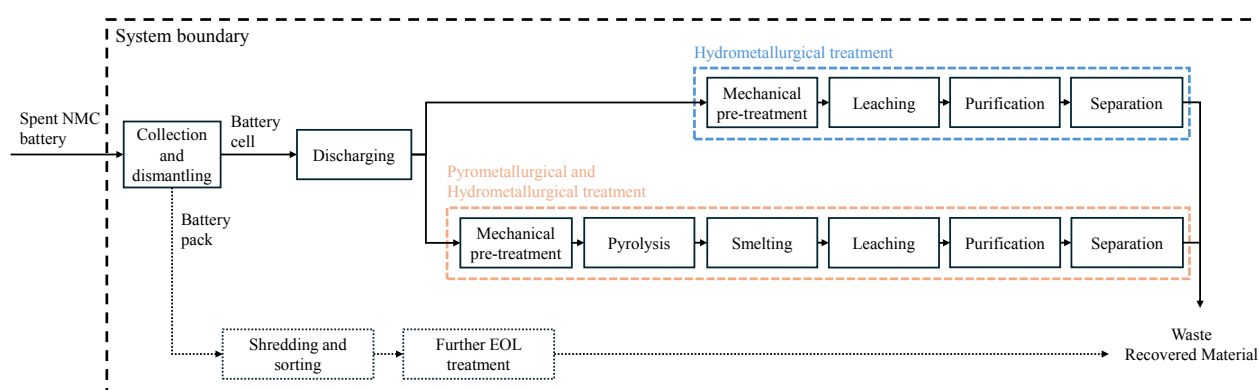 System boundary
Hydrometallurgical treatment
Mechanical
pre-treatment
Leaching
Purification
Separation
Spent NMC
battery
Collection
and
dismantling
Battery
cell
Discharging
Pyrometallurgical and
Hydrometallurgical treatment
Battery
pack
Mechanical
pre-treatment
Pyrolysis
Smelting
Leaching
Purification
Separation
Shredding and
sorting
Further EOL
treatment
Waste
Recovered Material